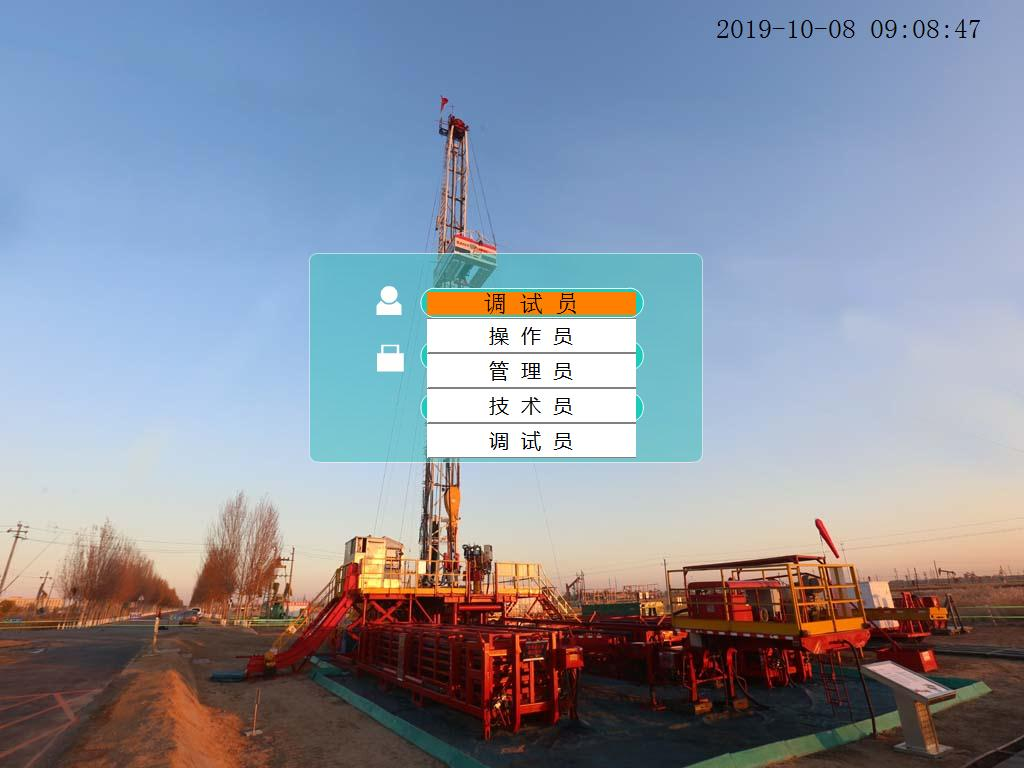 2019-10-08 09:08:47
调 试 员
操 作 员
管 理 员
技 术 员
调 试 员